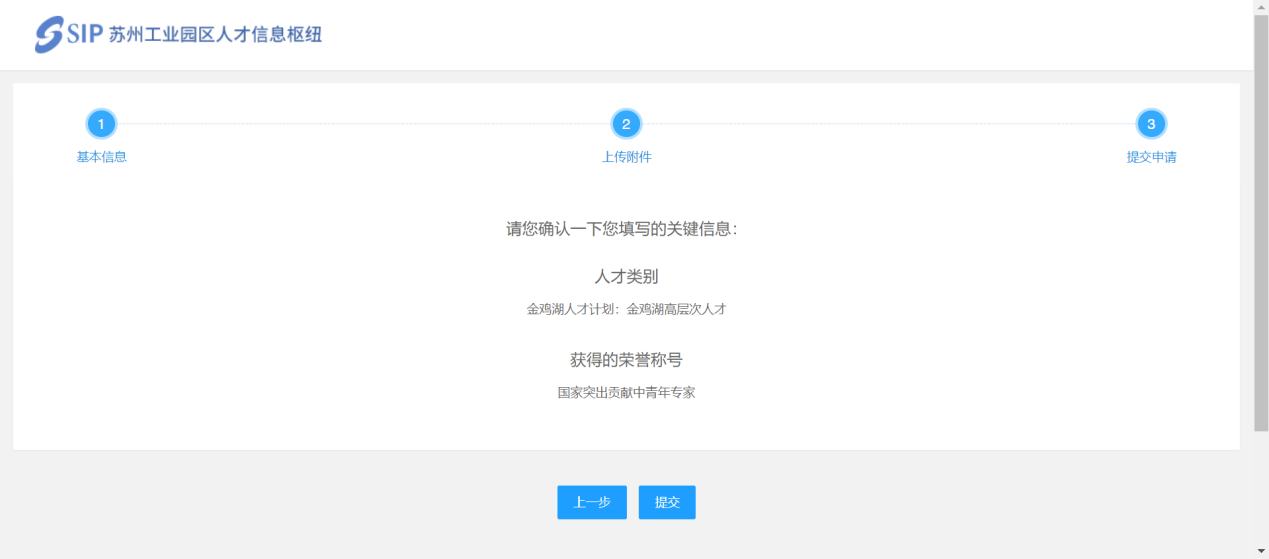 SIP 苏州工业园区人才信息枢纽
1
2
3
基本信息
上传附件
提交申请
请您确认一下您填写的关键信息：
人才类别
金鸡湖人才计划：金鸡湖高层次人才
获得的荣誉称号
国家突出贡献中青年专家
上一步
提交